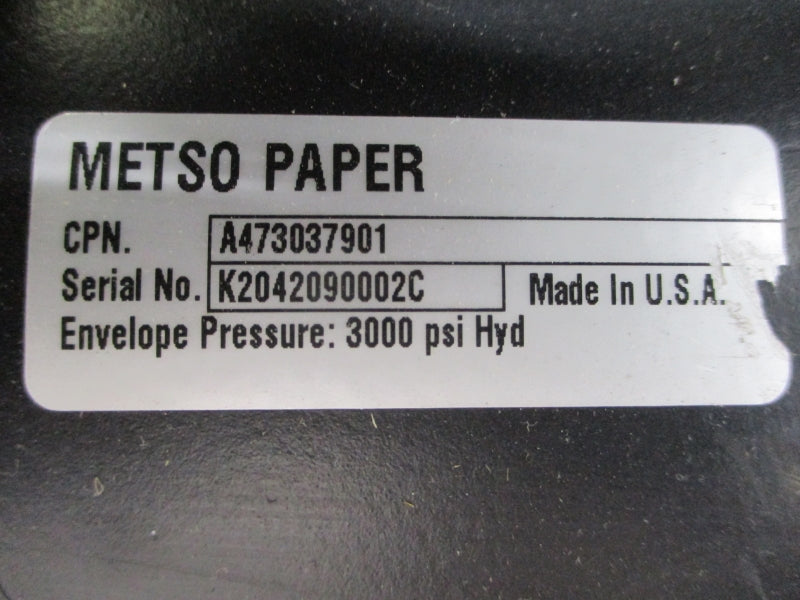 METSO PAPER
CPN. A473037901
Serial No. K2042090002C Made In U.S.A.
Envelope Pressure: 3000 psi Hyd